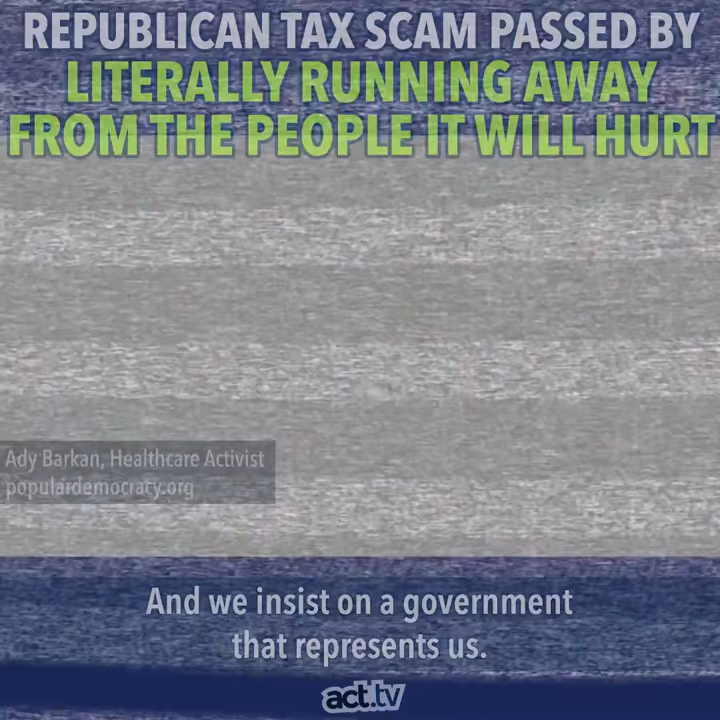 REPUBLICAN TAX SCAM PASSED BY
LITERALLY RUNNING AWAY
FROM THE PEOPLE IT WILL HURT
Ady Barkan, Healthcare Activist
populardemocracy.org
And we insist on a government
that represents us.
act.tv